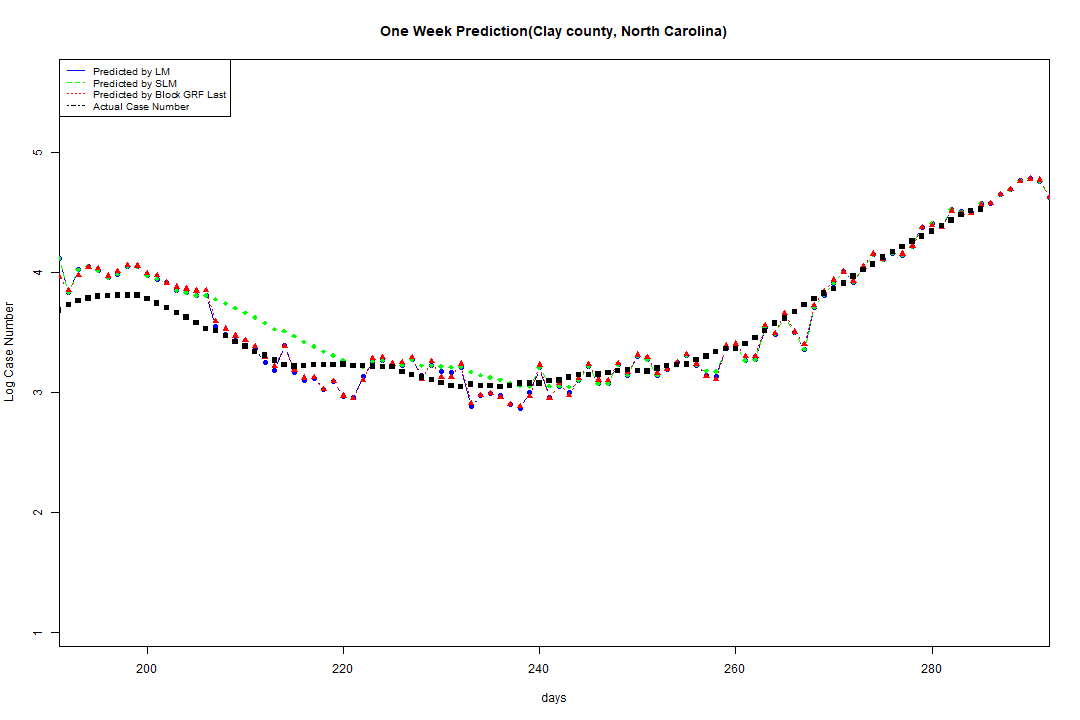 One Week Prediction(Clay county, North Carolina)
Predicted by LM
Predicted by SLM
Predicted by Block GRF Last
Actual Case Number
5
4
3
2
1
Log Case Number
200
220
240
260
280
days